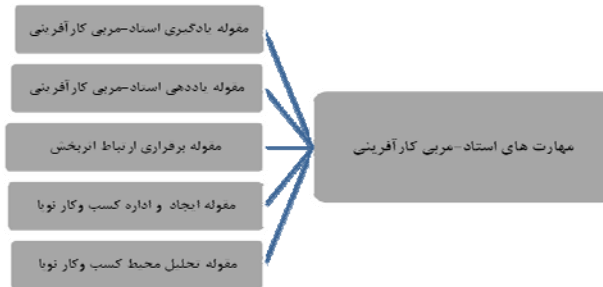 مهارت های استاد-مربی کارآفرینی
مقوله یادگیری استاد-مربی کارآفرینی
مقوله یاددهی استاد-مربی کارآفرینی
مقوله برقراری ارتباط اثربخش
مقوله ایجاد و اداره کسب وکار نوپا
مقوله تحلیل محیط کسب وکار نوپا